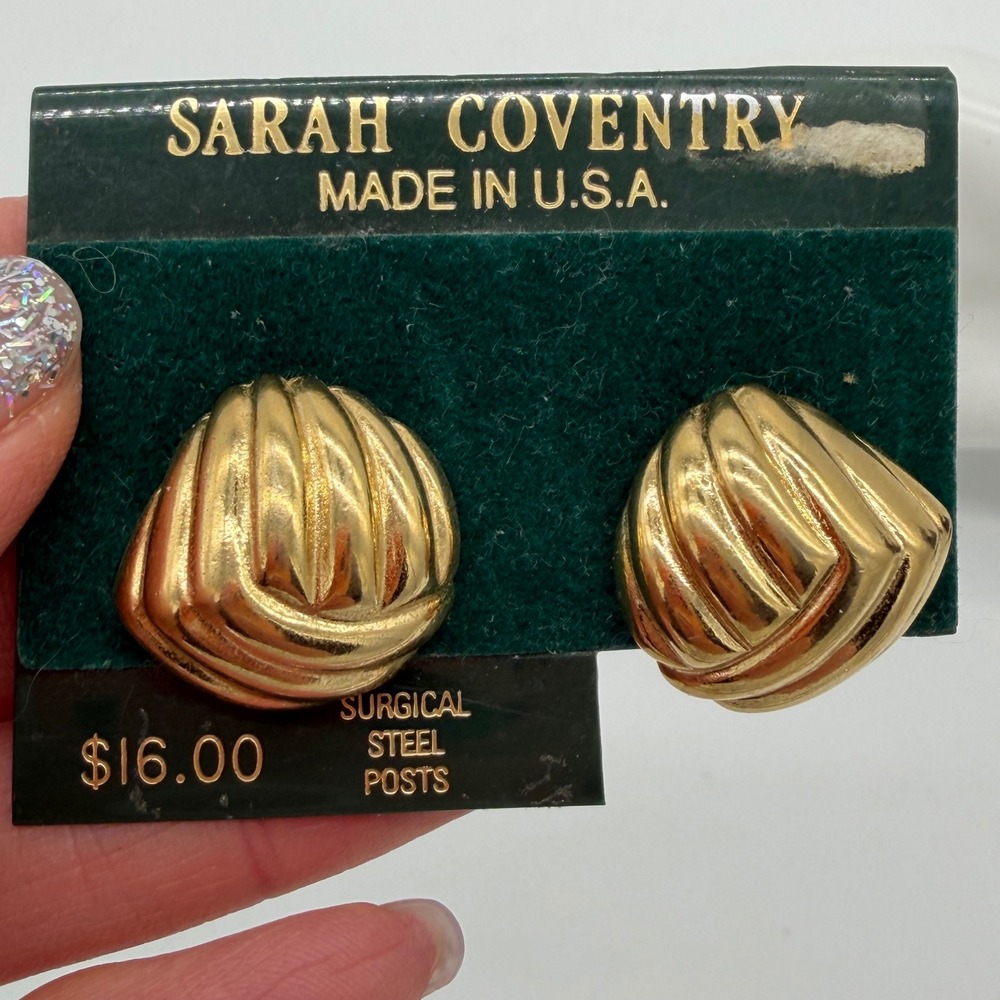 SARAH COVENTRY
MADE IN U.S.A.
$16.00
SURGICAL
STEEL
POSTS